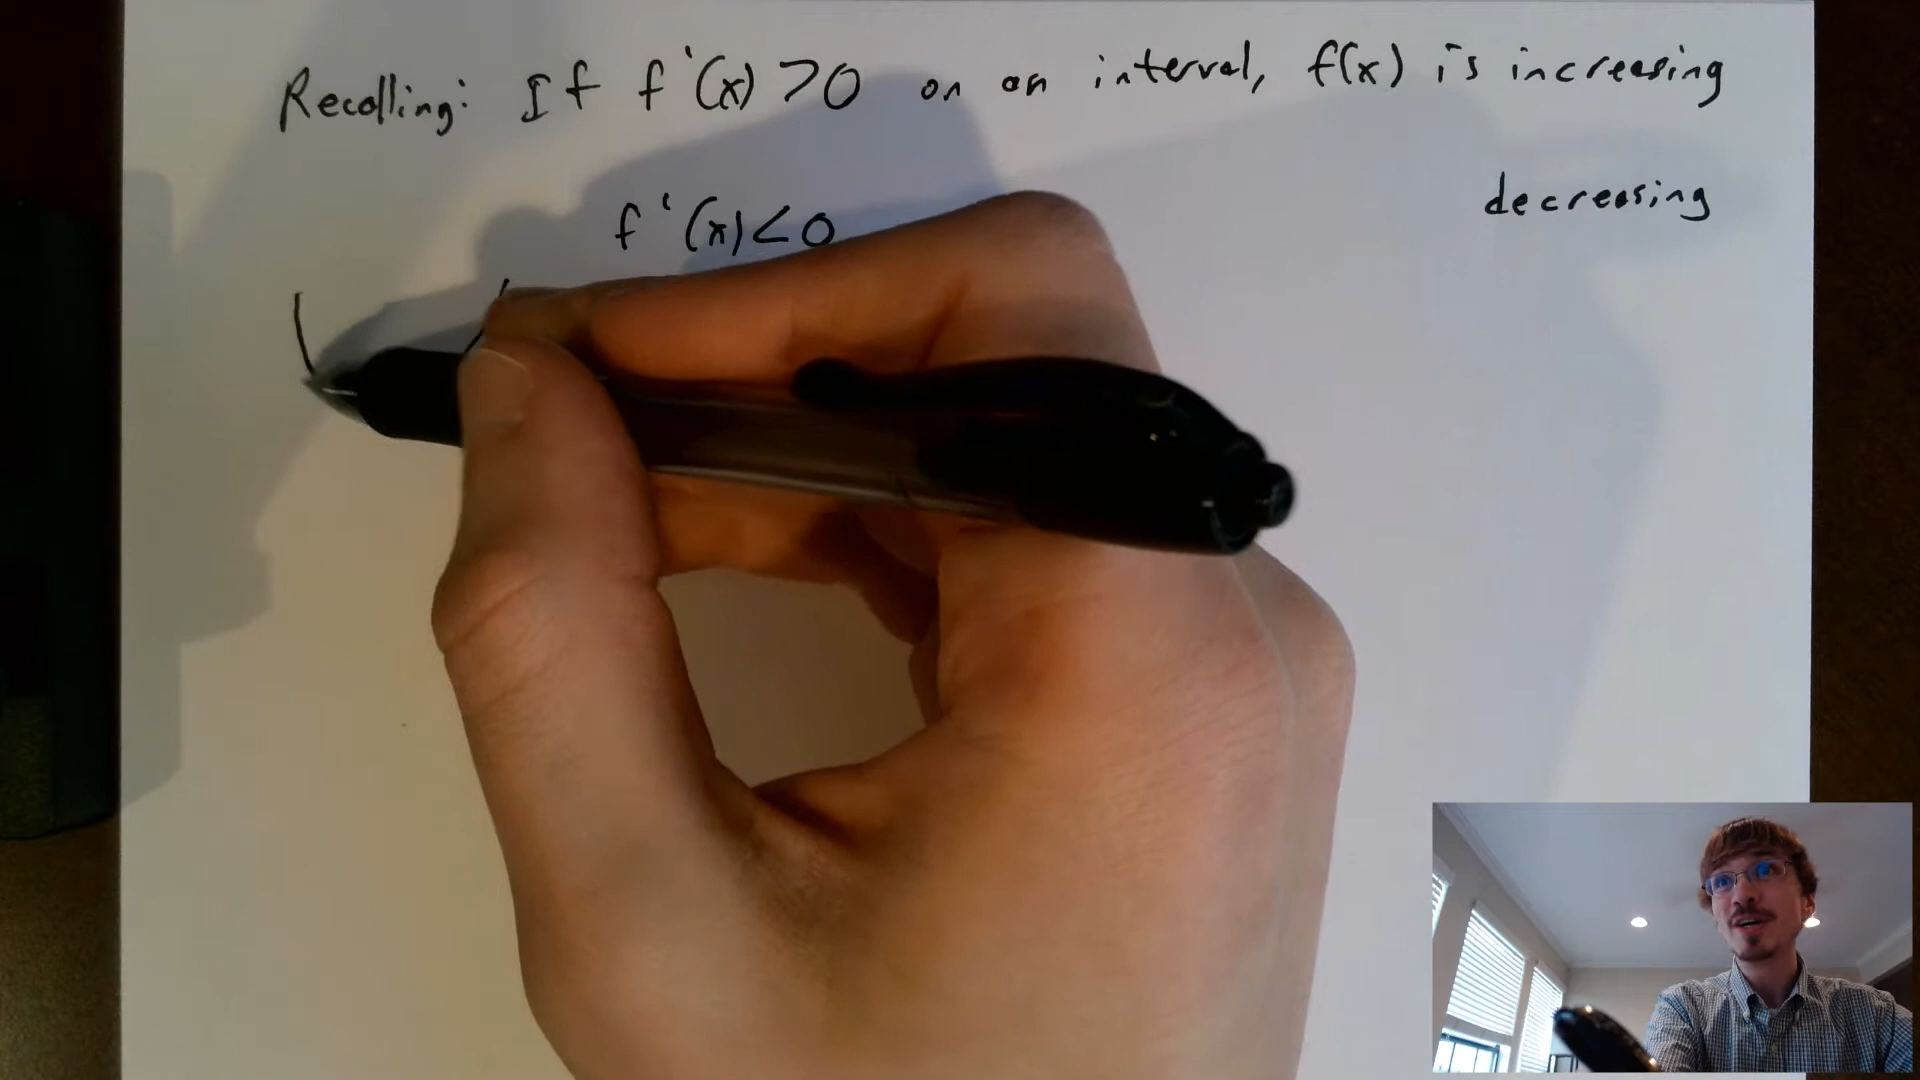 Recalling: If f'(x) >0 on an interval, f(x) is increasing
f'(x)<0 decreasing